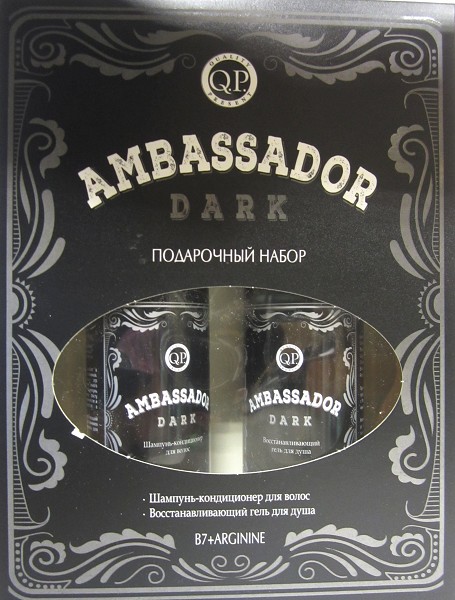 QUALITY
Q.P.
PRESENT
AMBASSADOR
DARK
ПОДАРОЧНЫЙ НАБОР
Q.P.
AMBASSADOR
DARK
Шампунь-кондиционер
для волос
Q.P.
AMBASSADOR
DARK
Восстанавливающий
гель для душа
· Шампунь-кондиционер для волос
· Восстанавливающий гель для душа
B7+ARGININE